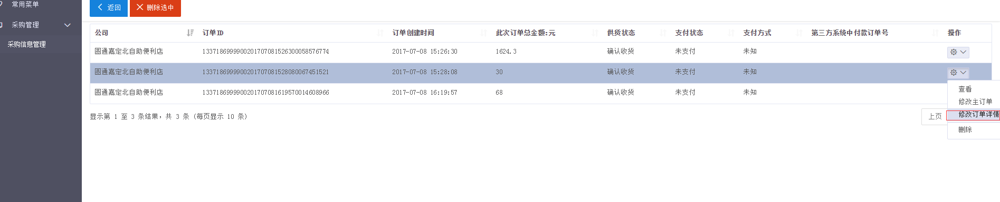 常用菜单
采购管理
采购信息管理
返回 删除选中
公司 订单ID 订单创建时间 此次订单总金额:元 供货状态 支付状态 支付方式 第三方系统中付款订单号 操作
圆通嘉定北自助便利店 133718699990020170708152630005857677​4 2017-07-08 15:26:30 1624.3 确认收货 未支付 未知
圆通嘉定北自助便利店 13371869999002017070815280800674515​21 2017-07-08 15:28:08 30 确认收货 未支付 未知
圆通嘉定北自助便利店 13371869999002017070816195700146089​66 2017-07-08 16:19:57 68 确认收货 未支付 未知
查看
修改主订单
修改订单详情
删除
显示第 1 至 3 条结果，共 3 条 (每页显示 10 条)
上页